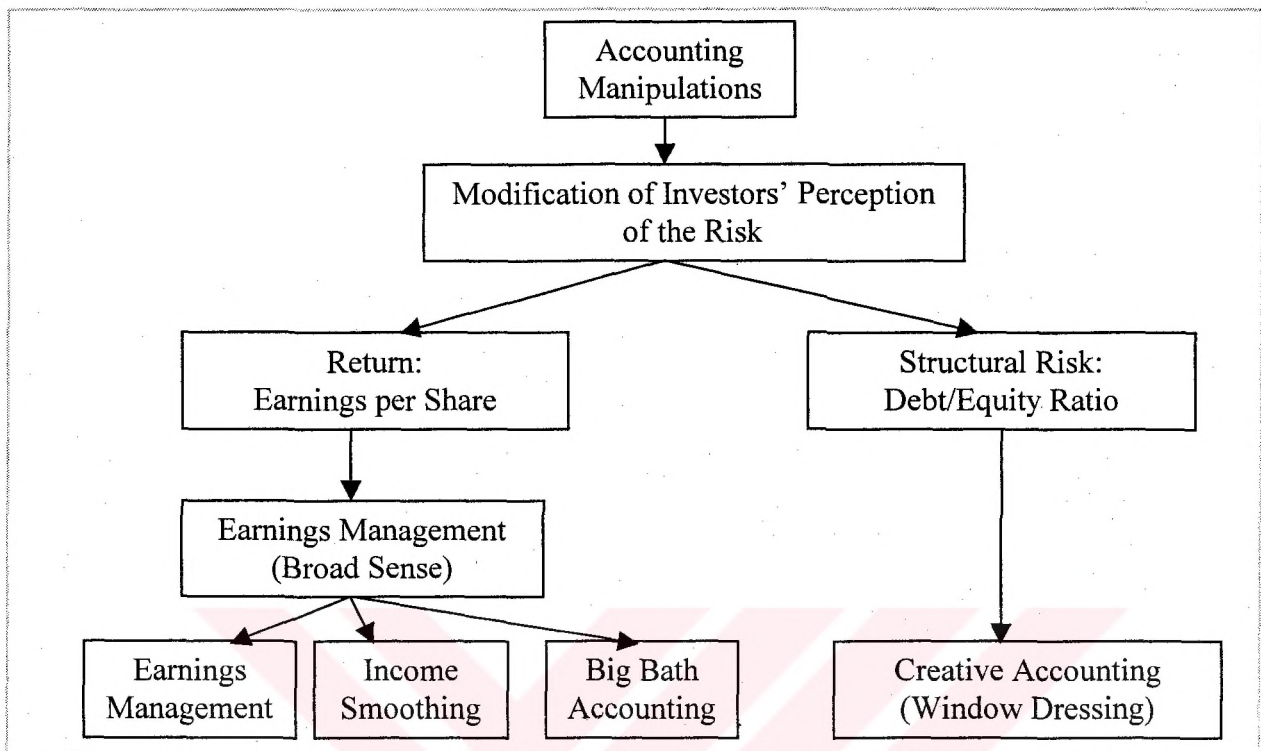 Accounting
Manipulations
Modification of Investors' Perception
of the Risk
Return:
Earnings per Share
Structural Risk:
Debt/Equity Ratio
Earnings Management
(Broad Sense)
Earnings
Management
Income
Smoothing
Big Bath
Accounting
Creative Accounting
(Window Dressing)